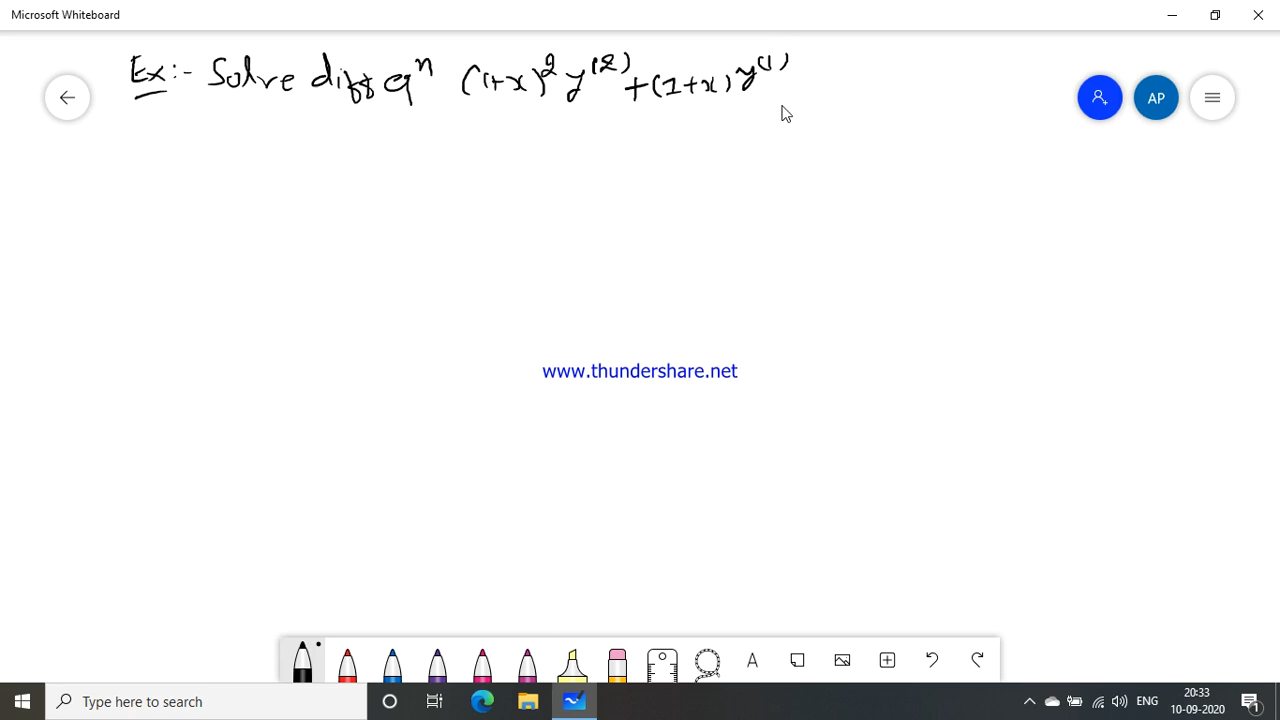 Microsoft Whiteboard
Ex:- Solve diff eqⁿ (1+x)² y⁽²⁾ + (1+x) y⁽¹⁾
AP
www.thundershare.net
A
Type here to search
ENG
20:33
10-09-2020
1